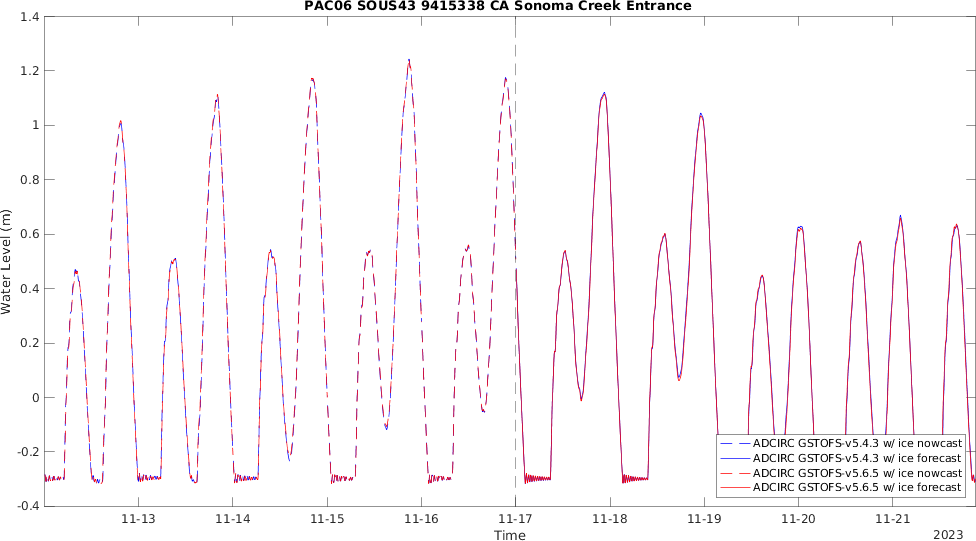 PAC06 SOUS43 9415338 CA Sonoma Creek Entrance
1.4
1.2
1
0.8
0.6
0.4
0.2
0
-0.2
-0.4
Water Level (m)
11-13 11-14 11-15 11-16 11-17 11-18 11-19 11-20 11-21
Time
2023
ADCIRC GSTOFS-v5.4.3 w/ ice nowcast
ADCIRC GSTOFS-v5.4.3 w/ ice forecast
ADCIRC GSTOFS-v5.6.5 w/ ice nowcast
ADCIRC GSTOFS-v5.6.5 w/ ice forecast